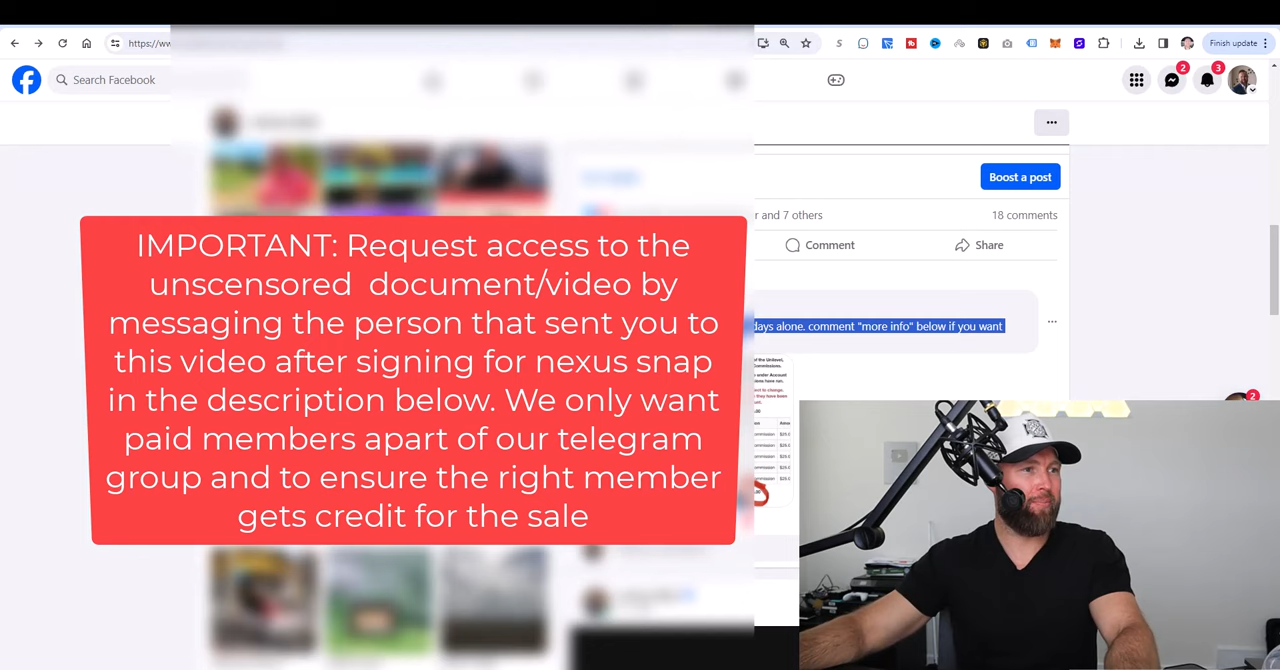 https://ww
Finish update
Search Facebook
2
3
Boost a post
r and 7 others
18 comments
Comment
Share
IMPORTANT: Request access to the
unscensored document/video by
messaging the person that sent you to
this video after signing for nexus snap
in the description below. We only want
paid members apart of our telegram
group and to ensure the right member
gets credit for the sale
days alone. comment "more info" below if you want
2